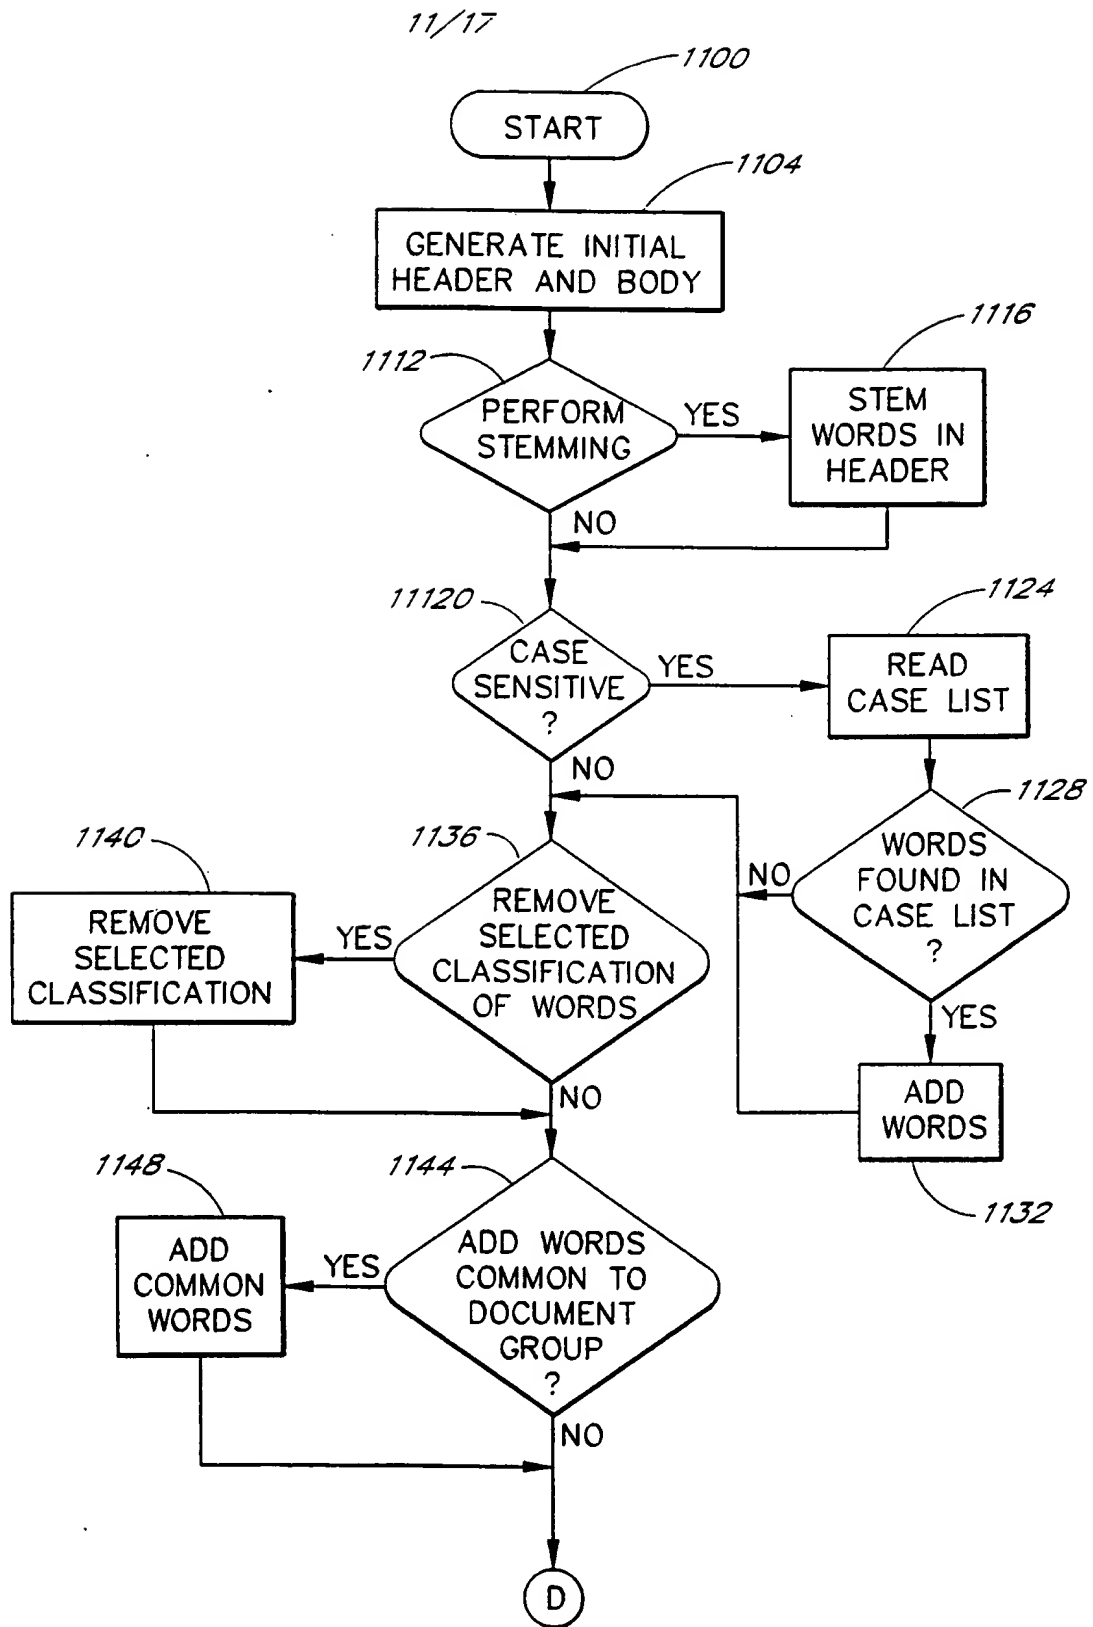 11/17
1100
START
1104
GENERATE INITIAL
HEADER AND BODY
1112
PERFORM
STEMMING
YES
1116
STEM
WORDS IN
HEADER
NO
11120
CASE
SENSITIVE
?
YES
1124
READ
CASE LIST
NO
1128
WORDS
FOUND IN
CASE LIST
?
NO
YES
ADD
WORDS
1132
1136
REMOVE
SELECTED
CLASSIFICATION
OF WORDS
YES
1140
REMOVE
SELECTED
CLASSIFICATION
NO
1144
ADD WORDS
COMMON TO
DOCUMENT
GROUP
?
YES
1148
ADD
COMMON
WORDS
NO
D